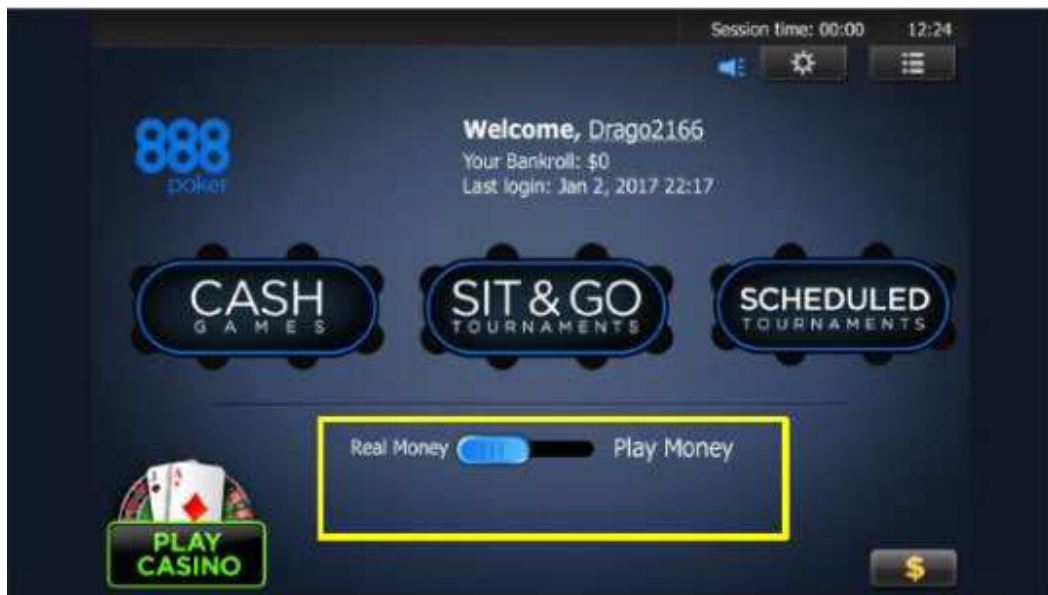 Session time: 00:00 12:24
888
poker
Welcome, Drago2166
Your Bankroll: $0
Last login: Jan 2, 2017 22:17
CASH
GAMES
SIT & GO
TOURNAMENTS
SCHEDULED
TOURNAMENTS
Real Money Play Money
PLAY
CASINO
$